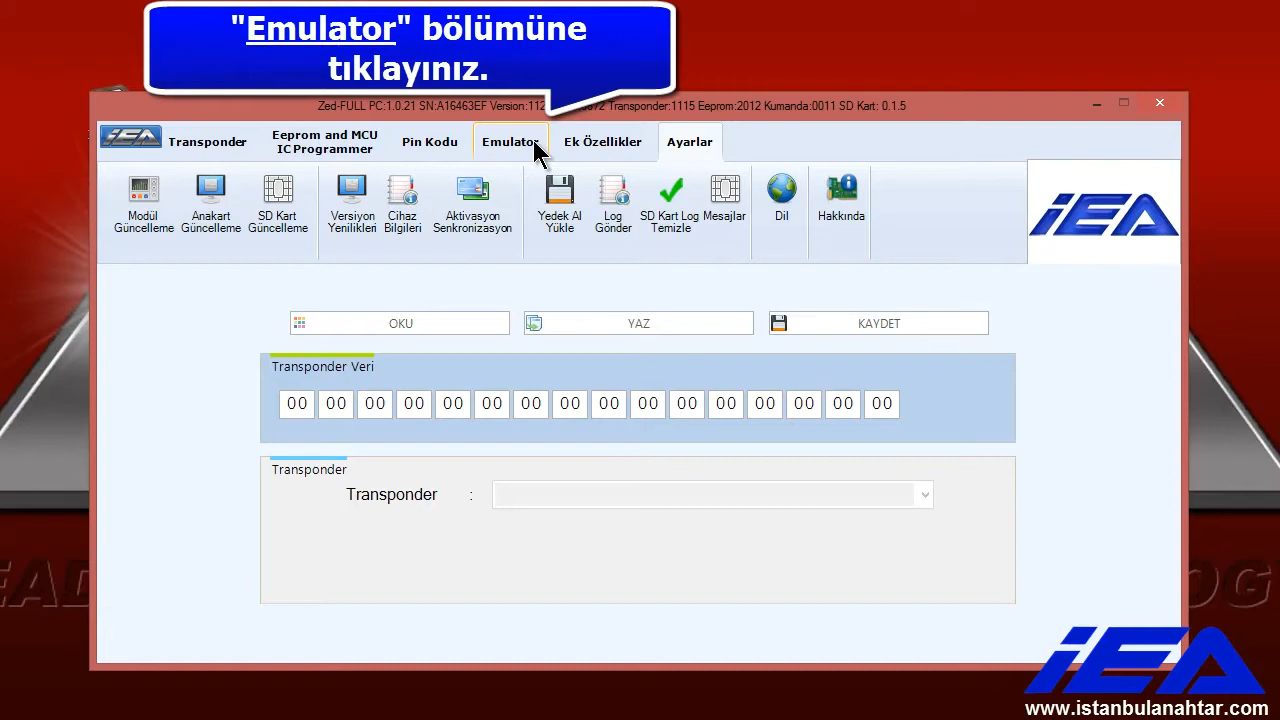 "Emulator" bölümüne
tıklayınız.
Zed-FULL PC:1.0.21 SN:A16463EF Version:112 072 Transponder:1115 Eeprom:2012 Kumanda:0011 SD Kart: 0.1.5
iEA Transponder Eeprom and MCU IC Programmer Pin Kodu Emulator Ek Özellikler Ayarlar
Modül Güncelleme
Anakart Güncelleme
SD Kart Güncelleme
Versiyon Yenilikleri
Cihaz Bilgileri
Aktivasyon Senkronizasyon
Yedek Al Yükle
Log Gönder
SD Kart Log Temizle
Mesajlar
Dil
Hakkında
iEA
OKU YAZ KAYDET
Transponder Veri
00 00 00 00 00 00 00 00 00 00 00 00 00 00 00 00
Transponder
Transponder :
EAD
OG
iEA
www.istanbulanahtar.com